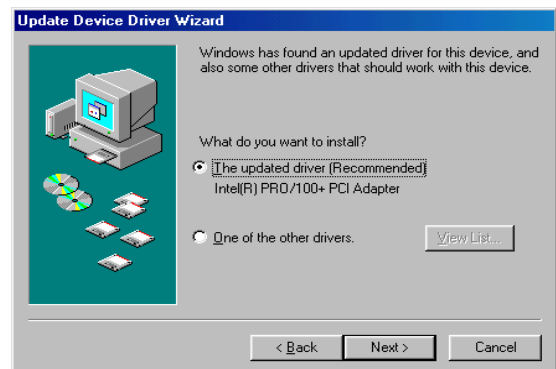 Update Device Driver Wizard
Windows has found an updated driver for this device, and
also some other drivers that should work with this device.
What do you want to install?
The updated driver (Recommended)
Intel(R) PRO/100+ PCI Adapter
One of the other drivers.
View List...
< Back
Next >
Cancel